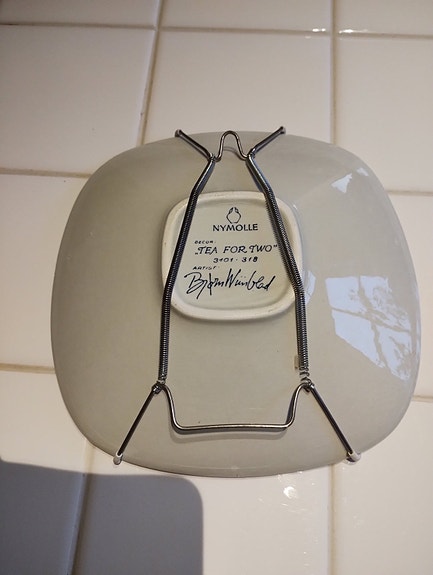 NYMOLLE
DECOR:
„TEA FOR TWO"
3401 - 318
ARTIST:
Bjørn Wiinblad